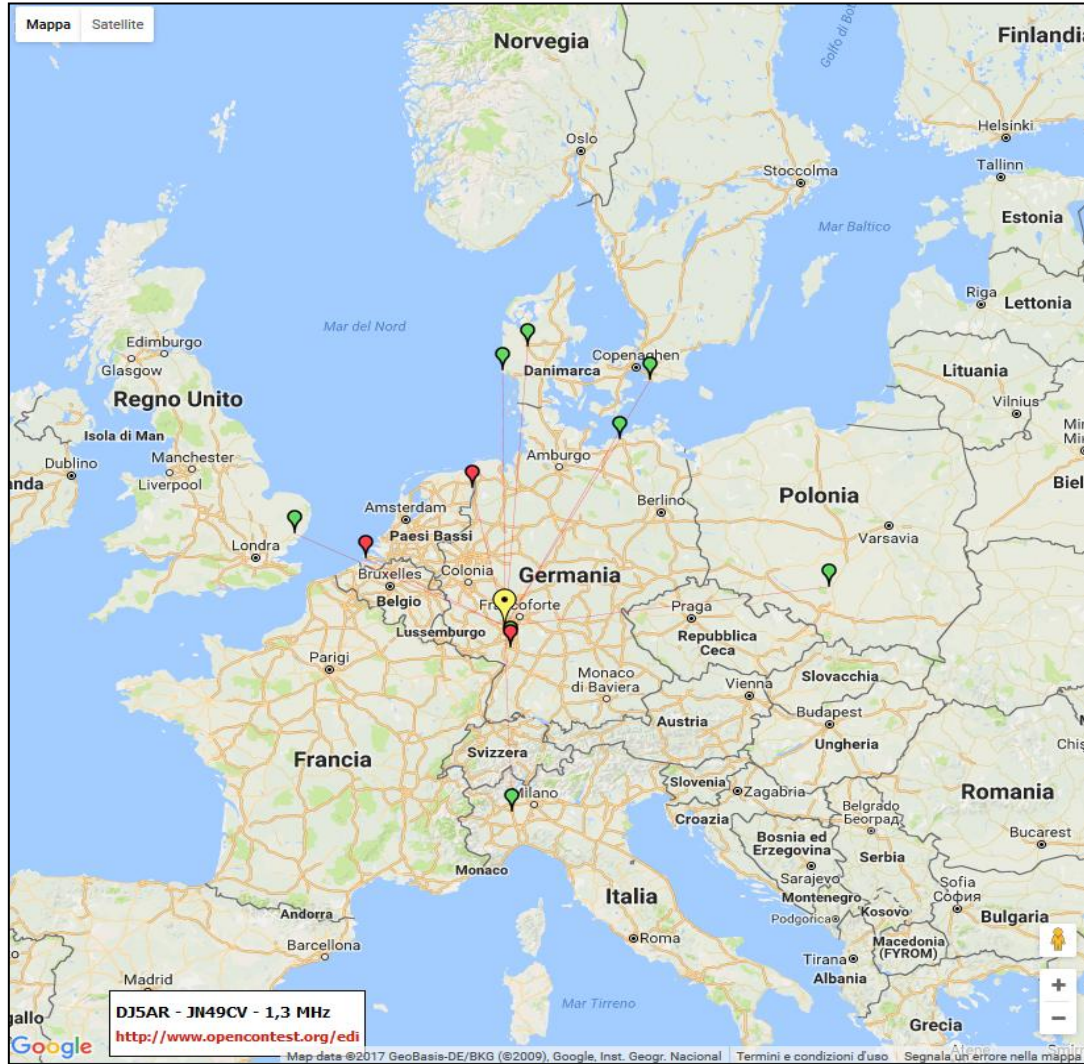 Mappa Satellite
Norvegia
Finlandia
Golfo di Bot
Helsinki
Oslo
Tallinn
Stoccolma
Estonia
Mar Baltico
Riga
Lettonia
Mar del Nord
Edimburgo
Glasgow
Copenaghen
Danimarca
Lituania
Vilnius
Regno Unito
Isola di Man
Dublino
Manchester
Liverpool
anda
Amburgo
Berlino
Polonia
Biel
Amsterdam
Paesi Bassi
Varsavia
Londra
Bruxelles
Belgio
Colonia
Germania
Praga
Repubblica
Ceca
Lussemburgo
Parigi
Monaco
di Baviera
Slovacchia
Vienna
Austria
Budapest
Ungheria
Chiș
Francia
Svizzera
Milano
Slovenia
Zagabria
Croazia
Romania
Belgrado
Београд
Bucarest
Bosnia ed
Erzegovina
Serbia
Monaco
Sarajevo
Montenegro
Italia
Andorra
Podgorica
Kosovo
Sofia
София
Bulgaria
Barcellona
Roma
Macedonia
(FYROM)
Tirana
Albania
Madrid
Mar Tirreno
Grecia
Atene
gallo
DJ5AR - JN49CV - 1,3 MHz
http://www.opencontest.org/edi
Google
Map data ©2017 GeoBasis-DE/BKG (©2009), Google, Inst. Geogr. Nacional Termini e condizioni d'uso Segnala un errore nella mappa